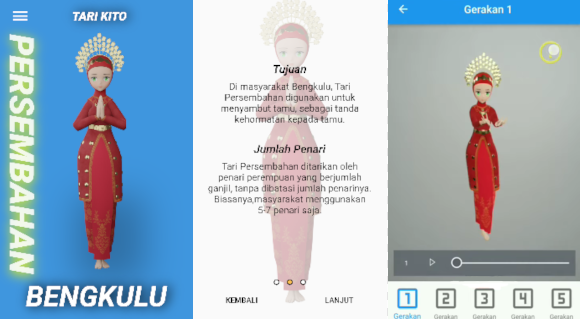 TARI KITO
PERSEMBAHAN
BENGKULU
Tujuan
Di masyarakat Bengkulu, Tari
Persembahan digunakan untuk
menyambut tamu, sebagai tanda
kehormatan kepada tamu.
Jumlah Penari
Tari Persembahan ditarikan oleh
penari perempuan yang berjumlah
ganjil, tanpa dibatasi jumlah penarinya.
Biasanya,masyarakat menggunakan
5-7 penari saja.
KEMBALI
LANJUT
Gerakan 1
1
1 2 3 4 5
Gerakan Gerakan Gerakan Gerakan Gerakan